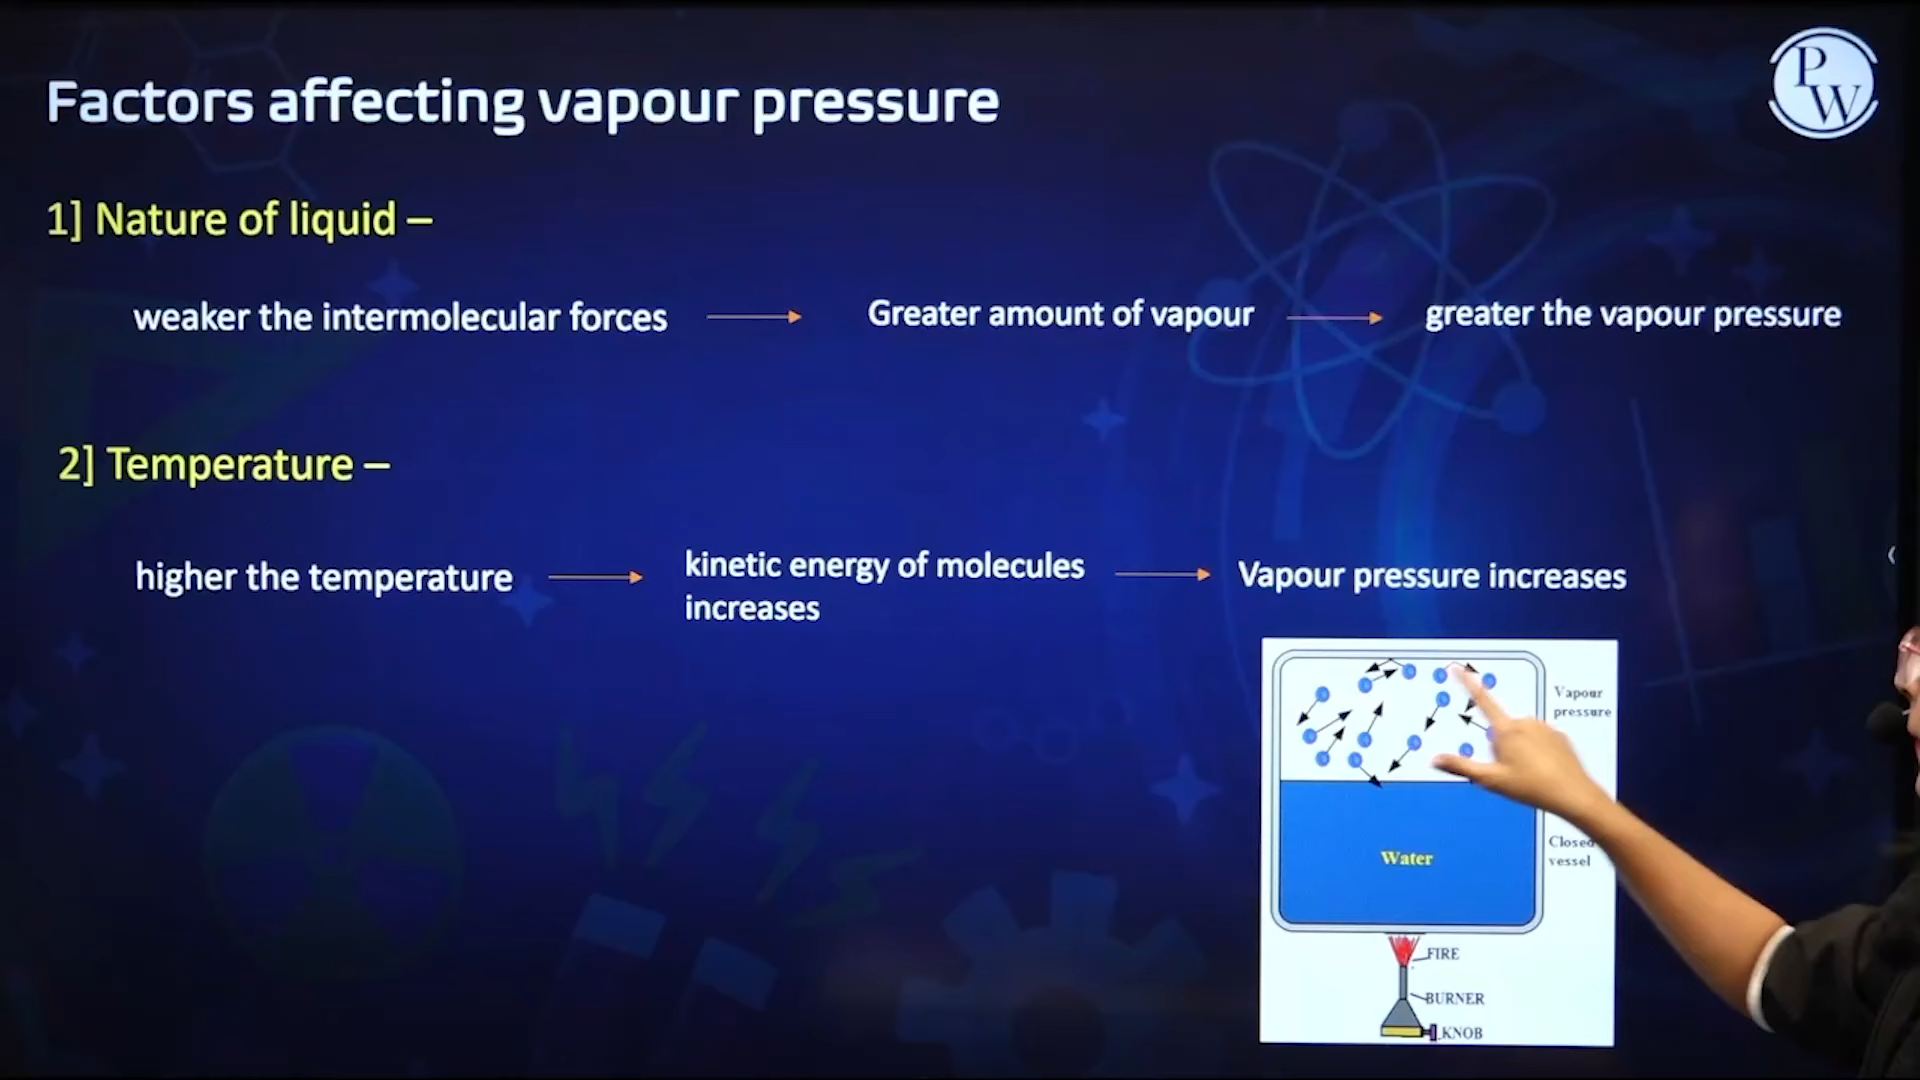 Factors affecting vapour pressure
PW
1] Nature of liquid –
weaker the intermolecular forces
Greater amount of vapour
greater the vapour pressure
2] Temperature –
higher the temperature
kinetic energy of molecules
increases
Vapour pressure increases
Vapour
pressure
Water
Closed
vessel
FIRE
BURNER
KNOB